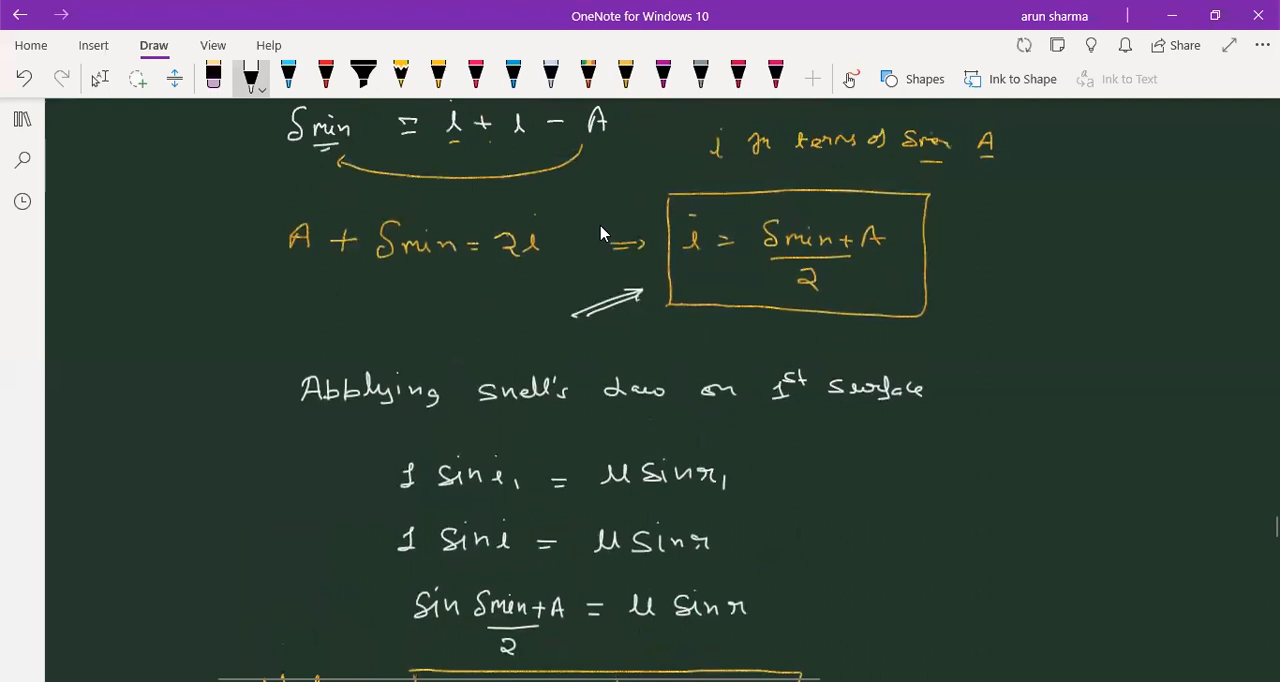 OneNote for Windows 10
arun sharma
Home Insert Draw View Help
Share
Shapes Ink to Shape Ink to Text
δmin = i + i - A
i In terms of δmin A
A + δmin = 2i ⇒ i = δmin + A / 2
Abblying snell's Law on 1st surface
1 sin i₁ = μ sin r₁
1 sin i = μ sin r
sin δmin + A / 2 = μ sin r